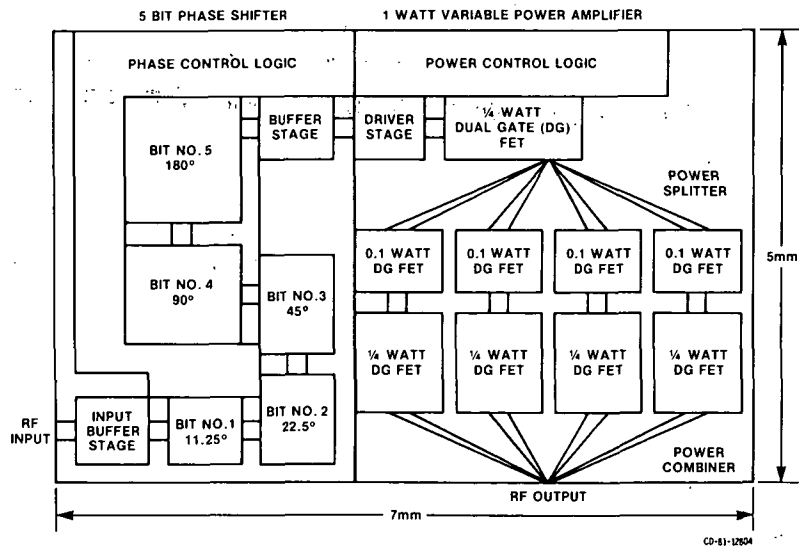 5 BIT PHASE SHIFTER
1 WATT VARIABLE POWER AMPLIFIER
PHASE CONTROL LOGIC
POWER CONTROL LOGIC
BIT NO. 5
180°
BUFFER
STAGE
DRIVER
STAGE
¼ WATT
DUAL GATE (DG)
FET
POWER
SPLITTER
BIT NO. 4
90°
BIT NO.3
45°
0.1 WATT
DG FET
0.1 WATT
DG FET
0.1 WATT
DG FET
0.1 WATT
DG FET
5mm
¼ WATT
DG FET
¼ WATT
DG FET
¼ WATT
DG FET
¼ WATT
DG FET
RF
INPUT
INPUT
BUFFER
STAGE
BIT NO.1
11.25°
BIT NO. 2
22.5°
POWER
COMBINER
RF OUTPUT
7mm
CD-81-12604